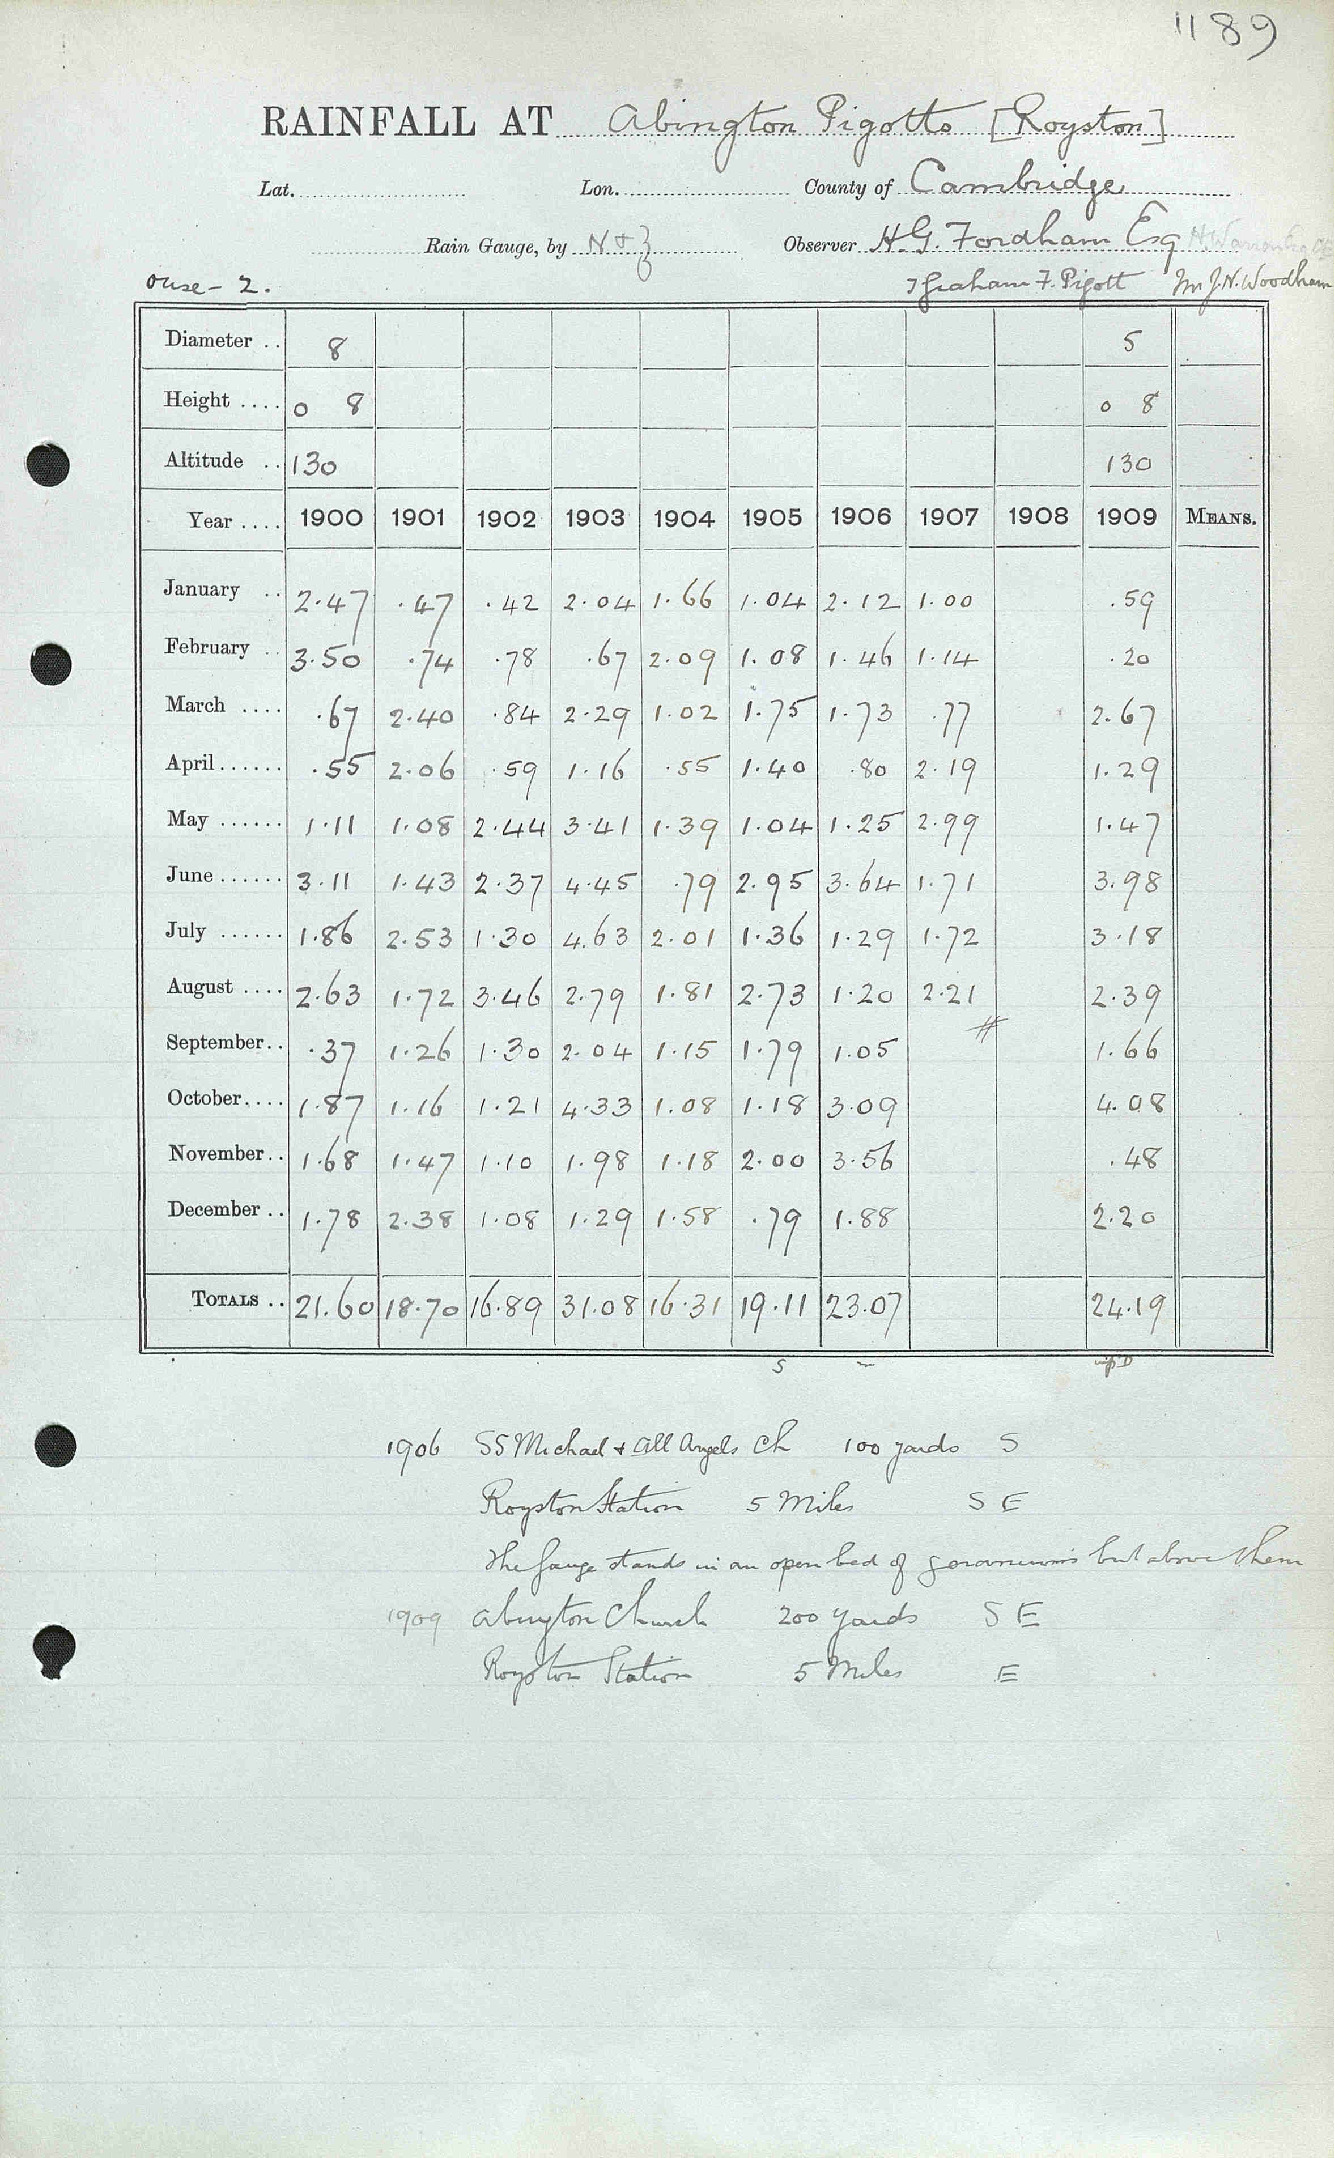 1189
RAINFALL AT Abington Pigotts [Royston]
Lat. Lon. County of Cambridge
Rain Gauge, by N & Z Observer H.G. Fordham Esq
Ouse - 2. Graham F. Pigott Mr J.N. Woodham
Diameter .. 8 5
Height .... 0 8 0 8
Altitude .. 130 130
Year .... 1900 1901 1902 1903 1904 1905 1906 1907 1908 1909 MEANS.
January .. 2.47 .47 .42 2.04 1.66 1.04 2.12 1.00 .59
February .. 3.50 .74 .78 .67 2.09 1.08 1.46 1.14 .20
March .... .67 2.40 .84 2.29 1.02 1.75 1.73 .77 2.67
April ...... .55 2.06 .59 1.16 .55 1.40 .80 2.19 1.29
May ...... 1.11 1.08 2.44 3.41 1.39 1.04 1.25 2.99 1.47
June ...... 3.11 1.43 2.37 4.45 .79 2.95 3.64 1.71 3.98
July ...... 1.86 2.53 1.30 4.63 2.01 1.36 1.29 1.72 3.18
August .... 2.63 1.72 3.46 2.79 1.81 2.73 1.20 2.21 2.39
September .. .37 1.26 1.30 2.04 1.15 1.79 1.05 # 1.66
October .... 1.87 1.16 1.21 4.33 1.08 1.18 3.09 4.08
November .. 1.68 1.47 1.10 1.98 1.18 2.00 3.56 .48
December .. 1.78 2.38 1.08 1.29 1.58 .79 1.88 2.20
TOTALS .. 21.60 18.70 16.89 31.08 16.31 19.11 23.07 24.19
S
1906 SS Michael & All Angels Ch 100 yards S
Royston Station 5 Miles S E
The gauge stands in an open bed of geraniums but above them
1909 Abington Church 200 yards S E
Royston Station 5 Miles E